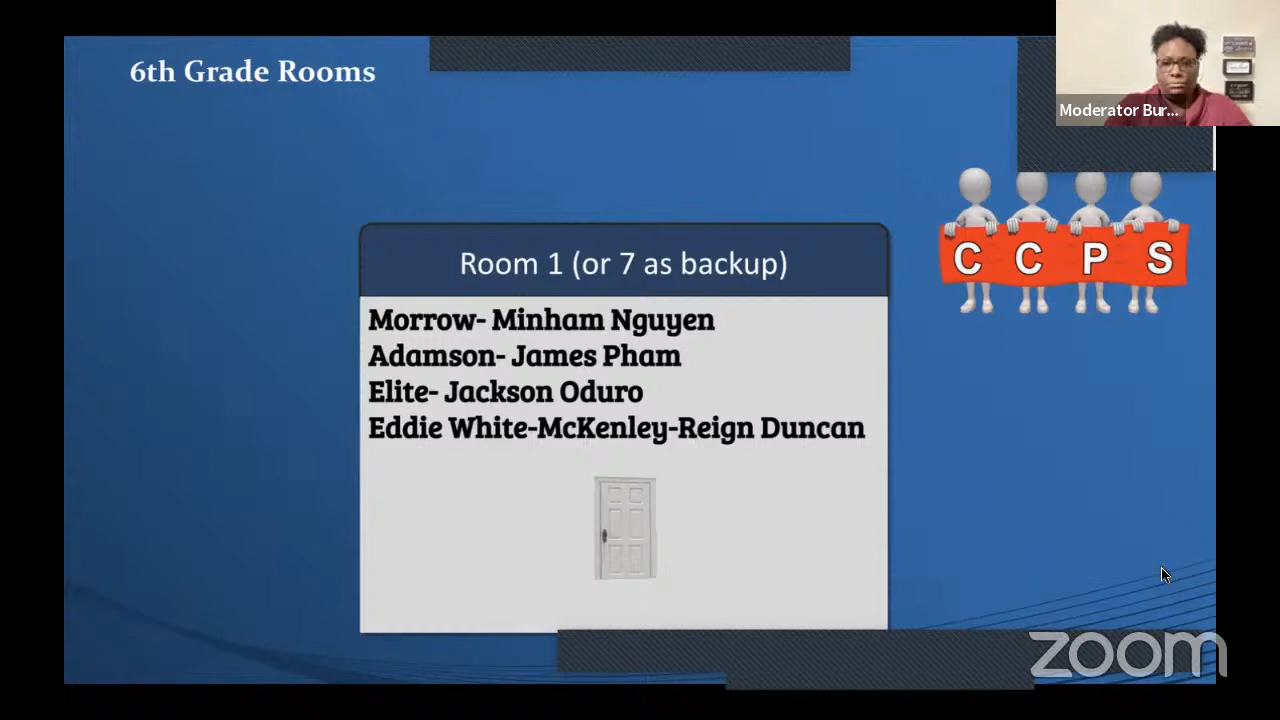 6th Grade Rooms
Moderator Bur...
C C P S
Room 1 (or 7 as backup)
Morrow- Minham Nguyen
Adamson- James Pham
Elite- Jackson Oduro
Eddie White-McKenley-Reign Duncan
zoom